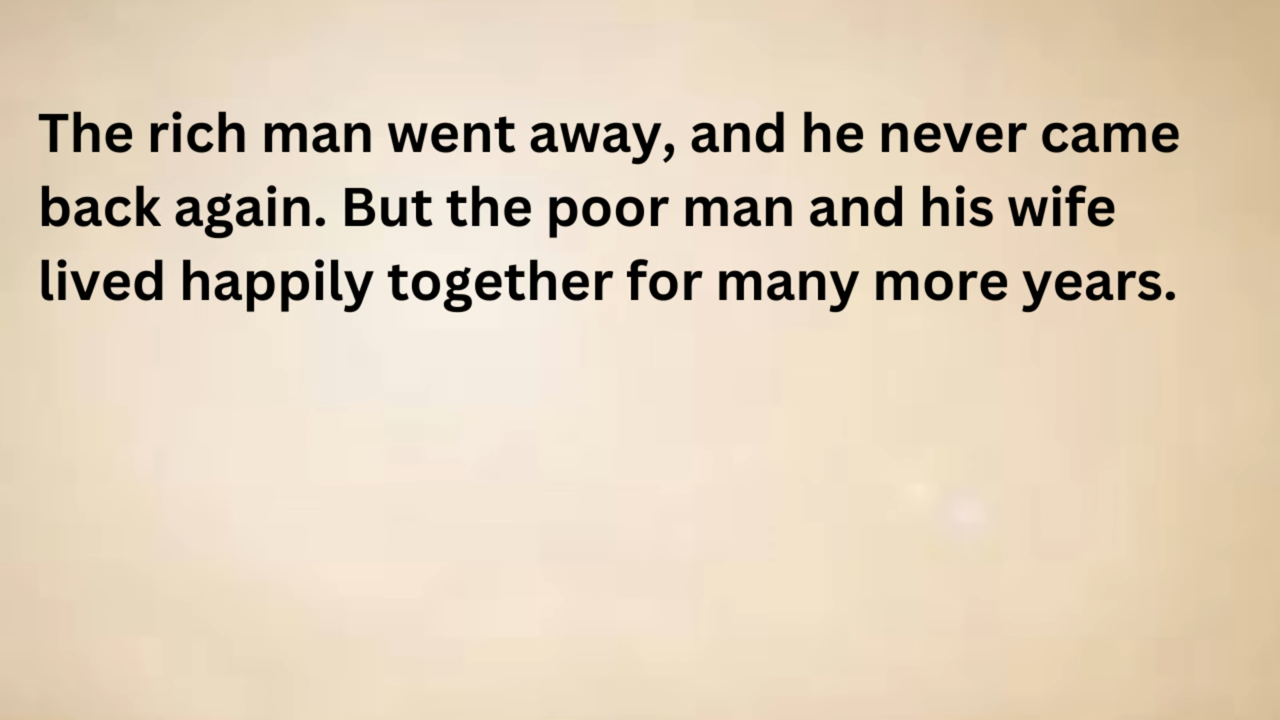 The rich man went away, and he never came
back again. But the poor man and his wife
lived happily together for many more years.